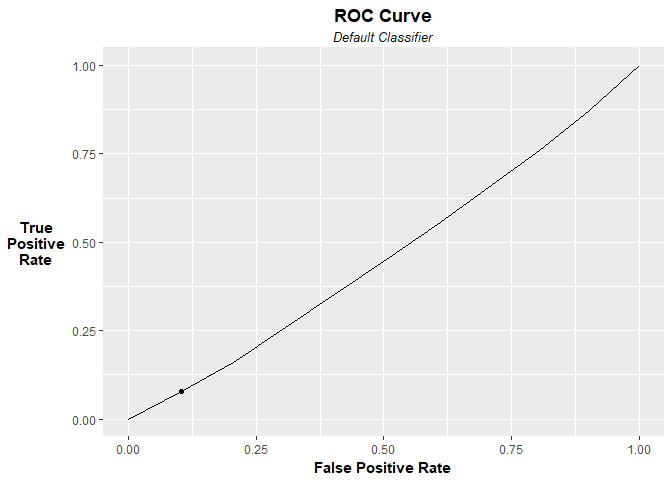 ROC Curve
Default Classifier
True
Positive
Rate
1.00
0.75
0.50
0.25
0.00
0.00 0.25 0.50 0.75 1.00
False Positive Rate